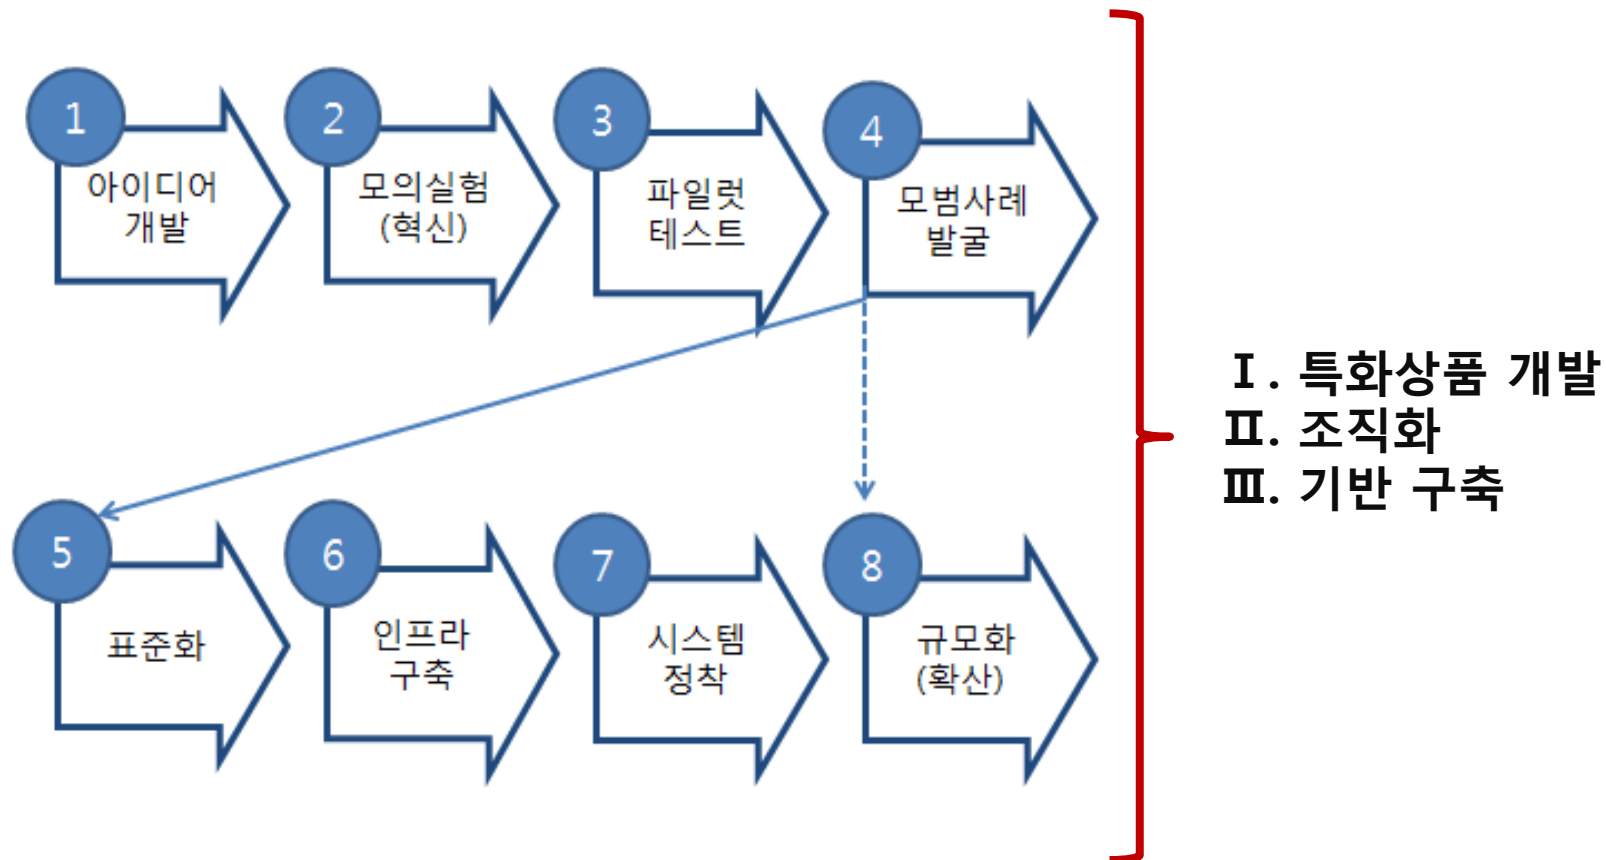 1
아이디어
개발
2
모의실험
(혁신)
3
파일럿
테스트
4
모범사례
발굴
5
표준화
6
인프라
구축
7
시스템
정착
8
규모화
(확산)
Ⅰ. 특화상품 개발
Ⅱ. 조직화
Ⅲ. 기반 구축